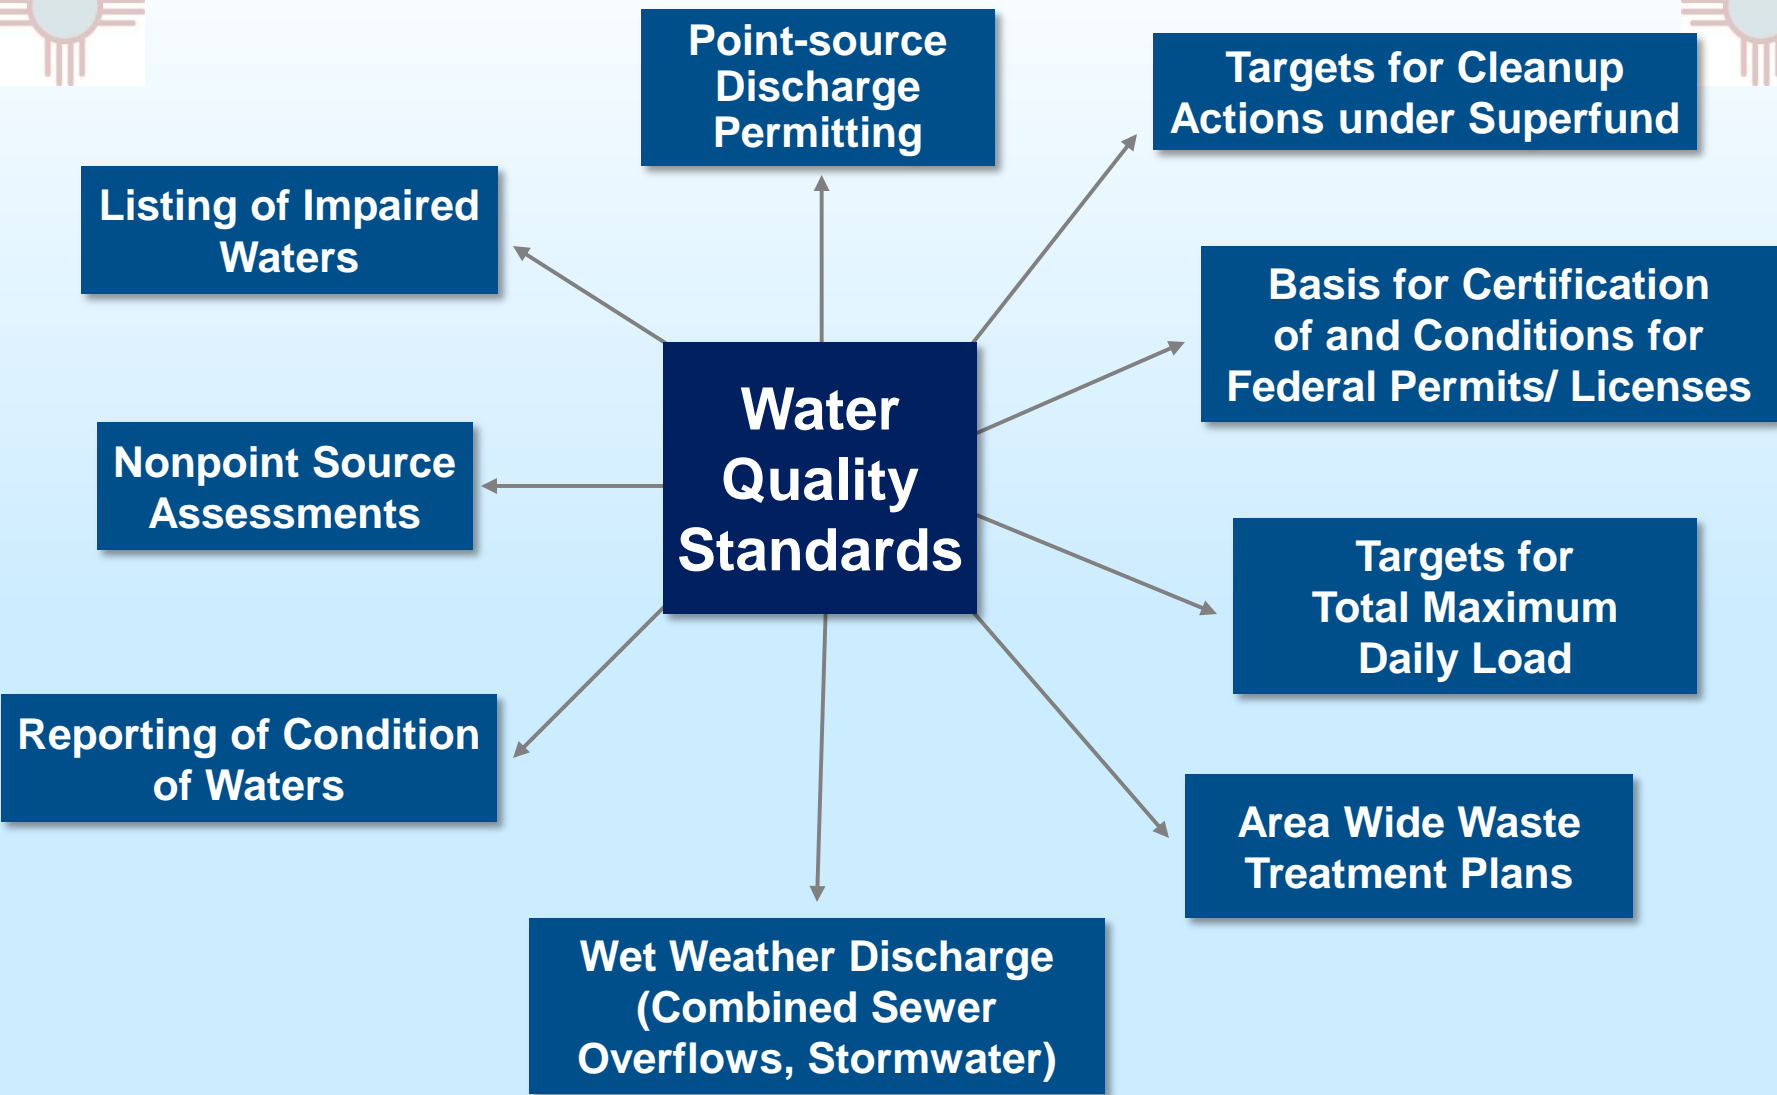 Point-source
Discharge
Permitting
Targets for Cleanup
Actions under Superfund
Listing of Impaired
Waters
Basis for Certification
of and Conditions for
Federal Permits/ Licenses
Water
Quality
Standards
Nonpoint Source
Assessments
Targets for
Total Maximum
Daily Load
Reporting of Condition
of Waters
Area Wide Waste
Treatment Plans
Wet Weather Discharge
(Combined Sewer
Overflows, Stormwater)